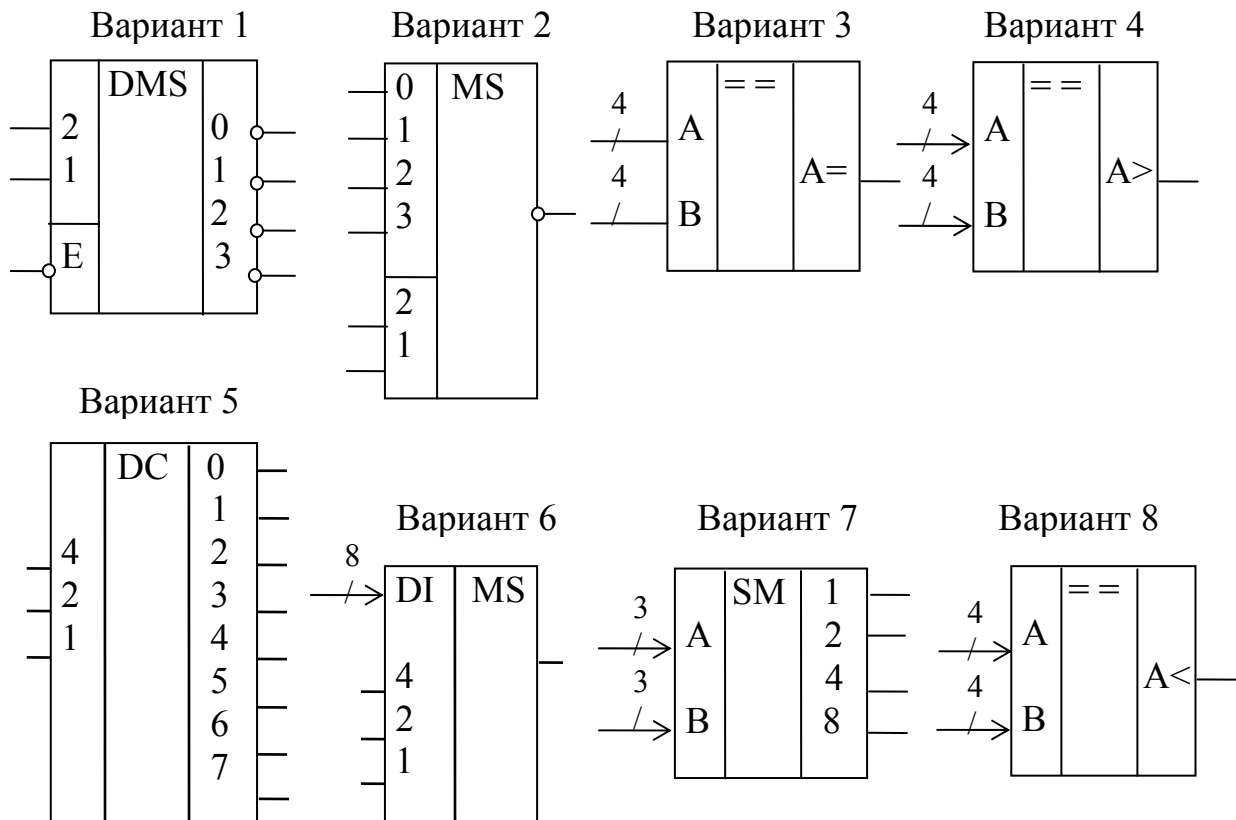 Вариант 1
DMS
2
1
E
0
1
2
3
Вариант 2
MS
0
1
2
3
2
1
Вариант 3
= =
4
A
4
B
A=
Вариант 4
= =
4
A
4
B
A>
Вариант 5
DC
4
2
1
0
1
2
3
4
5
6
7
Вариант 6
8
DI
MS
4
2
1
Вариант 7
SM
3
A
3
B
1
2
4
8
Вариант 8
= =
4
A
4
B
A<